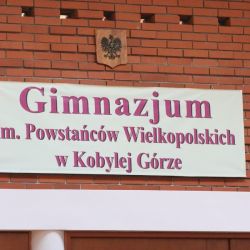 Gimnazjum
im. Powstańców Wielkopolskich
w Kobylej Górze